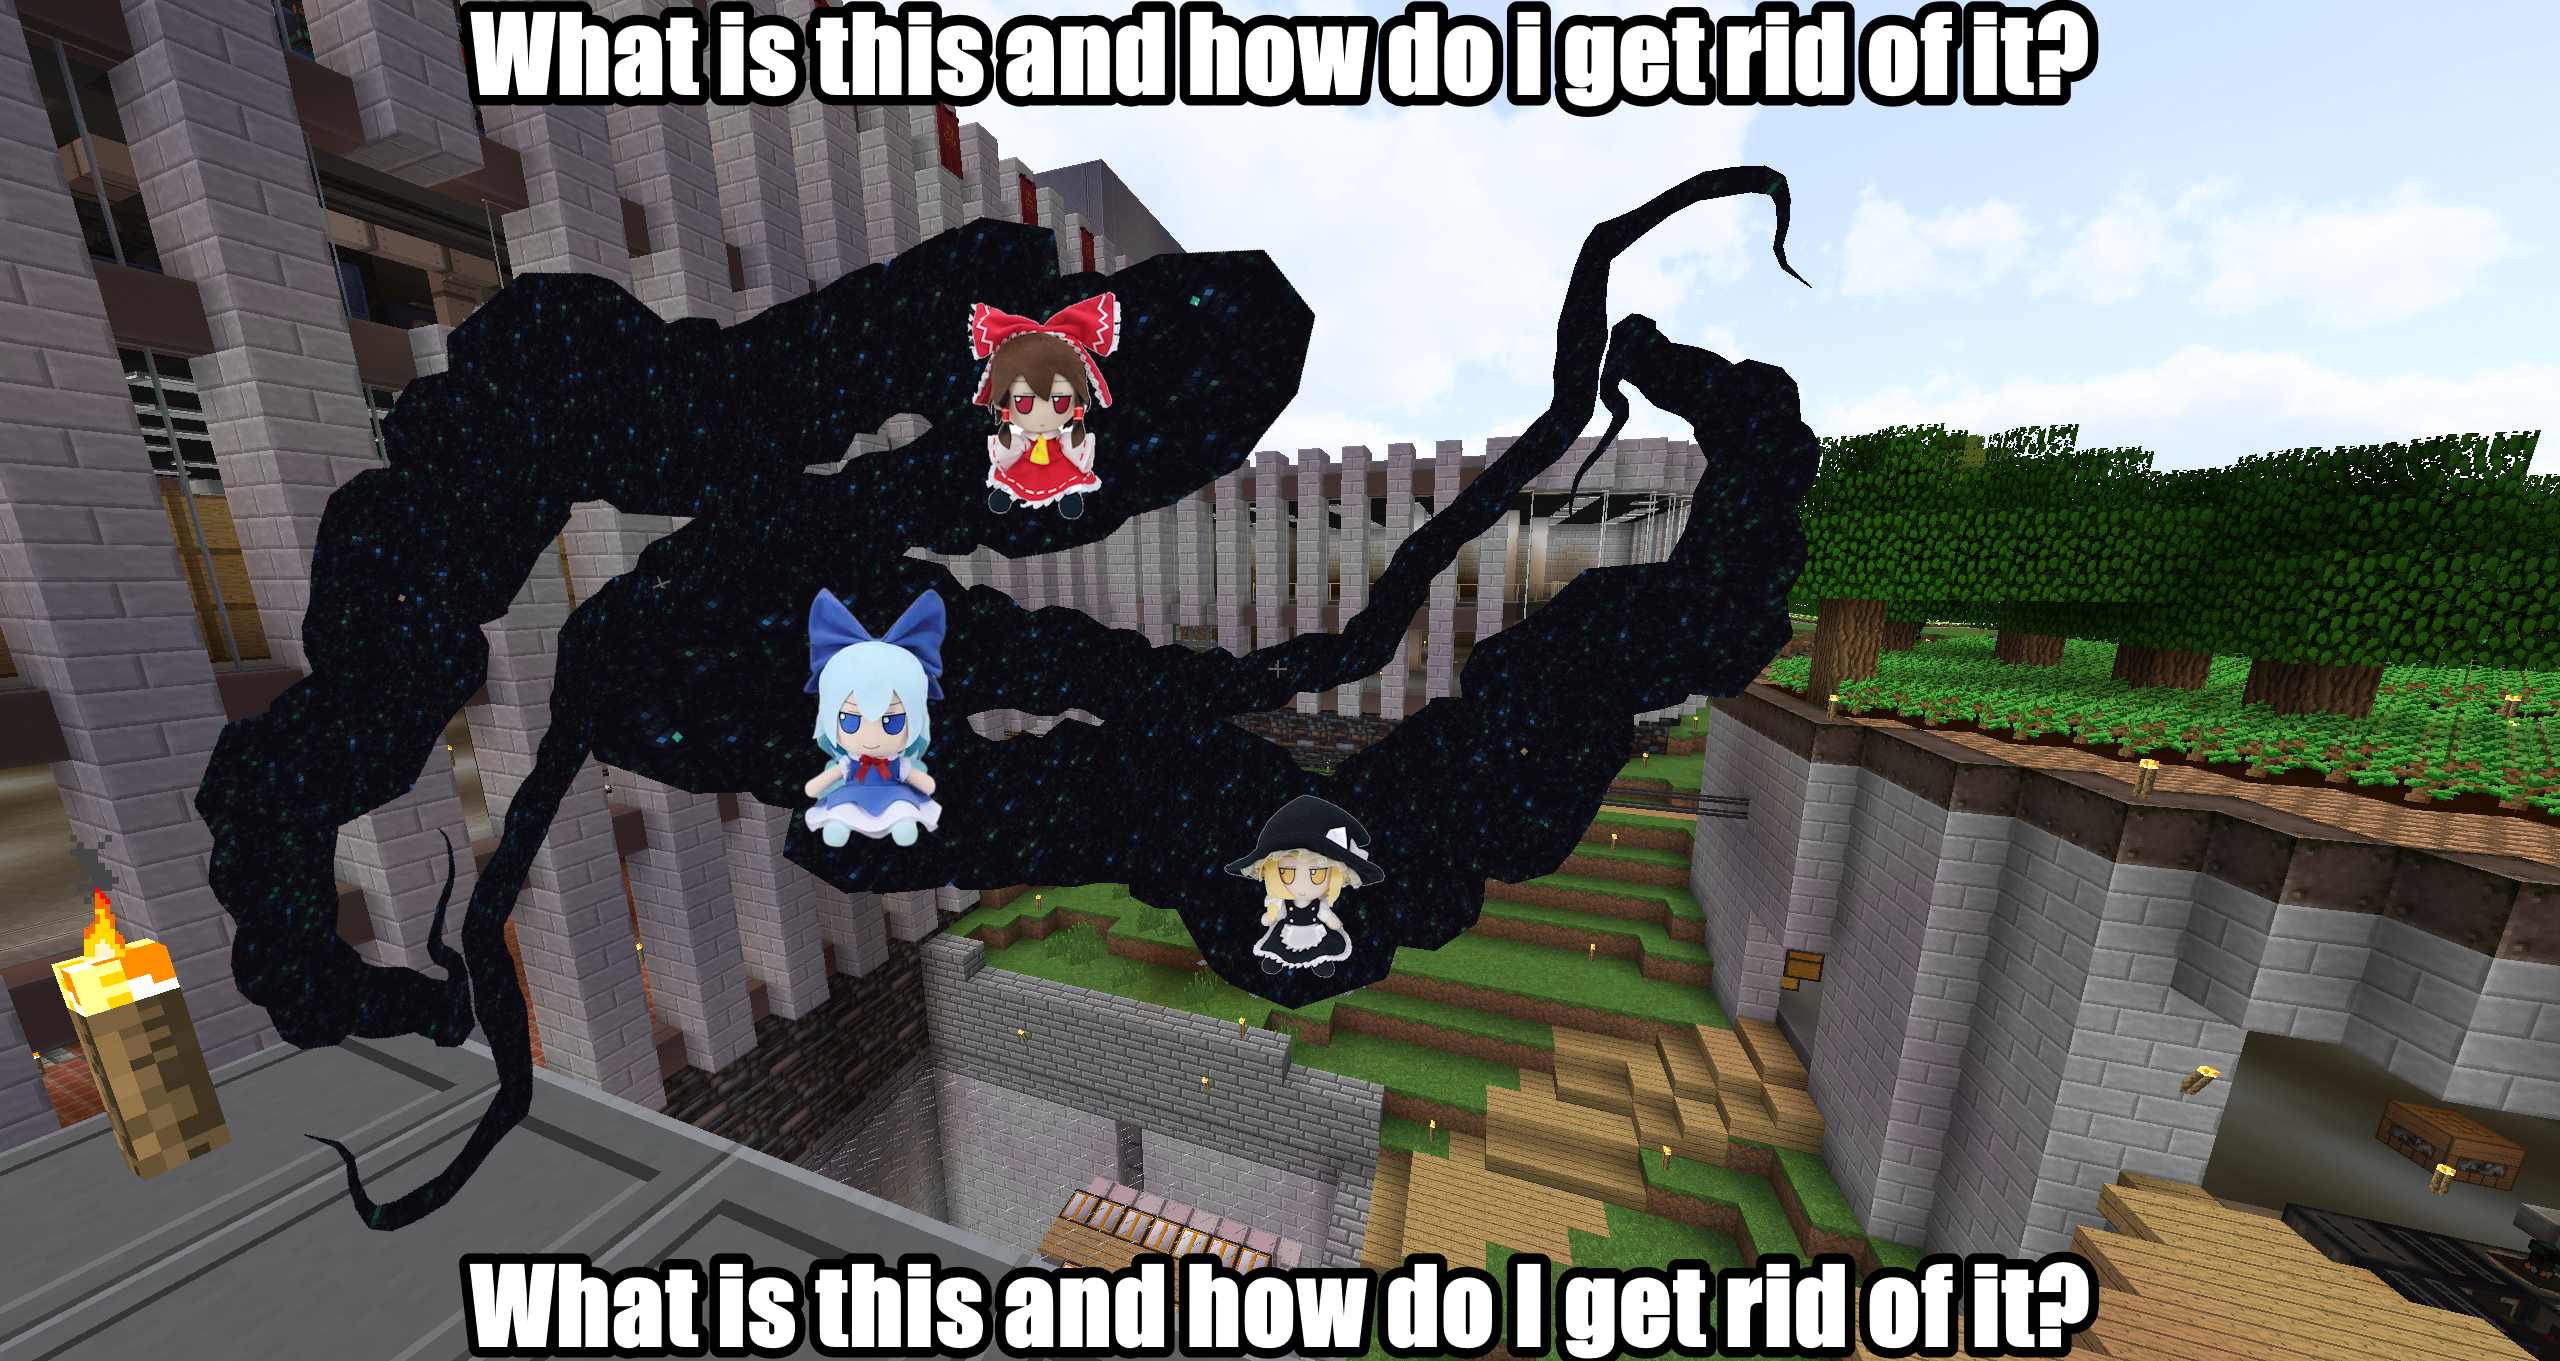 What is this and how do i get rid of it?
What is this and how do I get rid of it?